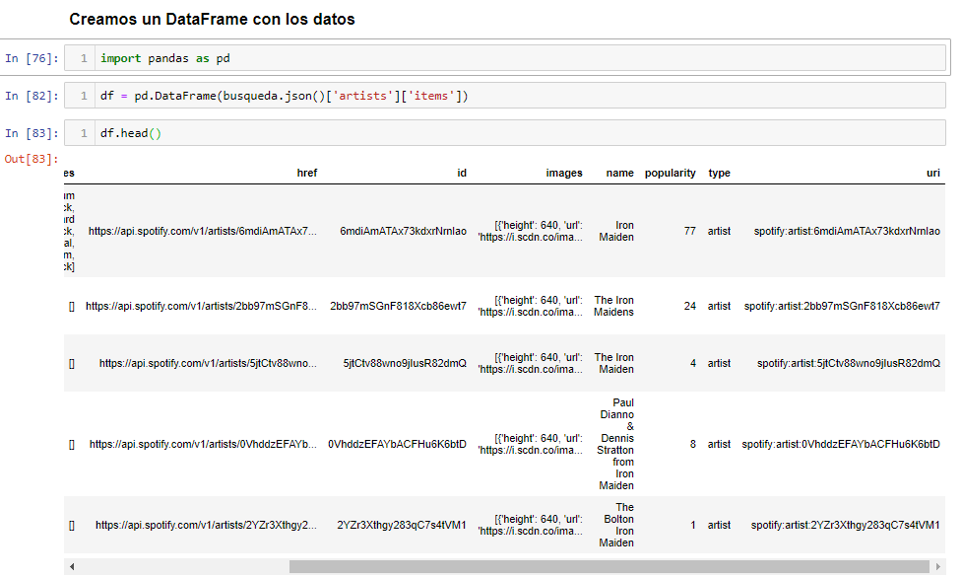 Creamos un DataFrame con los datos
In [76]: 1 import pandas as pd
In [82]: 1 df = pd.DataFrame(busqueda.json()['artists']['items'])
In [83]: 1 df.head()
Out[83]:
es href id images name popularity type uri
um
ck,
ard
ck,
al,
m,
ck]
https://api.spotify.com/v1/artists/6mdiAmATAx7... 6mdiAmATAx73kdxrNrnlao [{'height': 640, 'url':
'https://i.scdn.co/ima... Iron
Maiden 77 artist spotify:artist:6mdiAmATAx73kdxrNrnlao
[] https://api.spotify.com/v1/artists/2bb97mSGnF8... 2bb97mSGnF818Xcb86ewt7 [{'height': 640, 'url':
'https://i.scdn.co/ima... The Iron
Maidens 24 artist spotify:artist:2bb97mSGnF818Xcb86ewt7
[] https://api.spotify.com/v1/artists/5jtCtv88wno... 5jtCtv88wno9jIusR82dmQ [{'height': 640, 'url':
'https://i.scdn.co/ima... The Iron
Maiden 4 artist spotify:artist:5jtCtv88wno9jIusR82dmQ
[] https://api.spotify.com/v1/artists/0VhddzEFAYb... 0VhddzEFAYbACFHu6K6btD [{'height': 640, 'url':
'https://i.scdn.co/ima... Paul
Dianno
&
Dennis
Stratton
from
Iron
Maiden 8 artist spotify:artist:0VhddzEFAYbACFHu6K6btD
[] https://api.spotify.com/v1/artists/2YZr3Xthgy2... 2YZr3Xthgy283qC7s4tVM1 [{'height': 640, 'url':
'https://i.scdn.co/ima... The
Bolton
Iron
Maiden 1 artist spotify:artist:2YZr3Xthgy283qC7s4tVM1